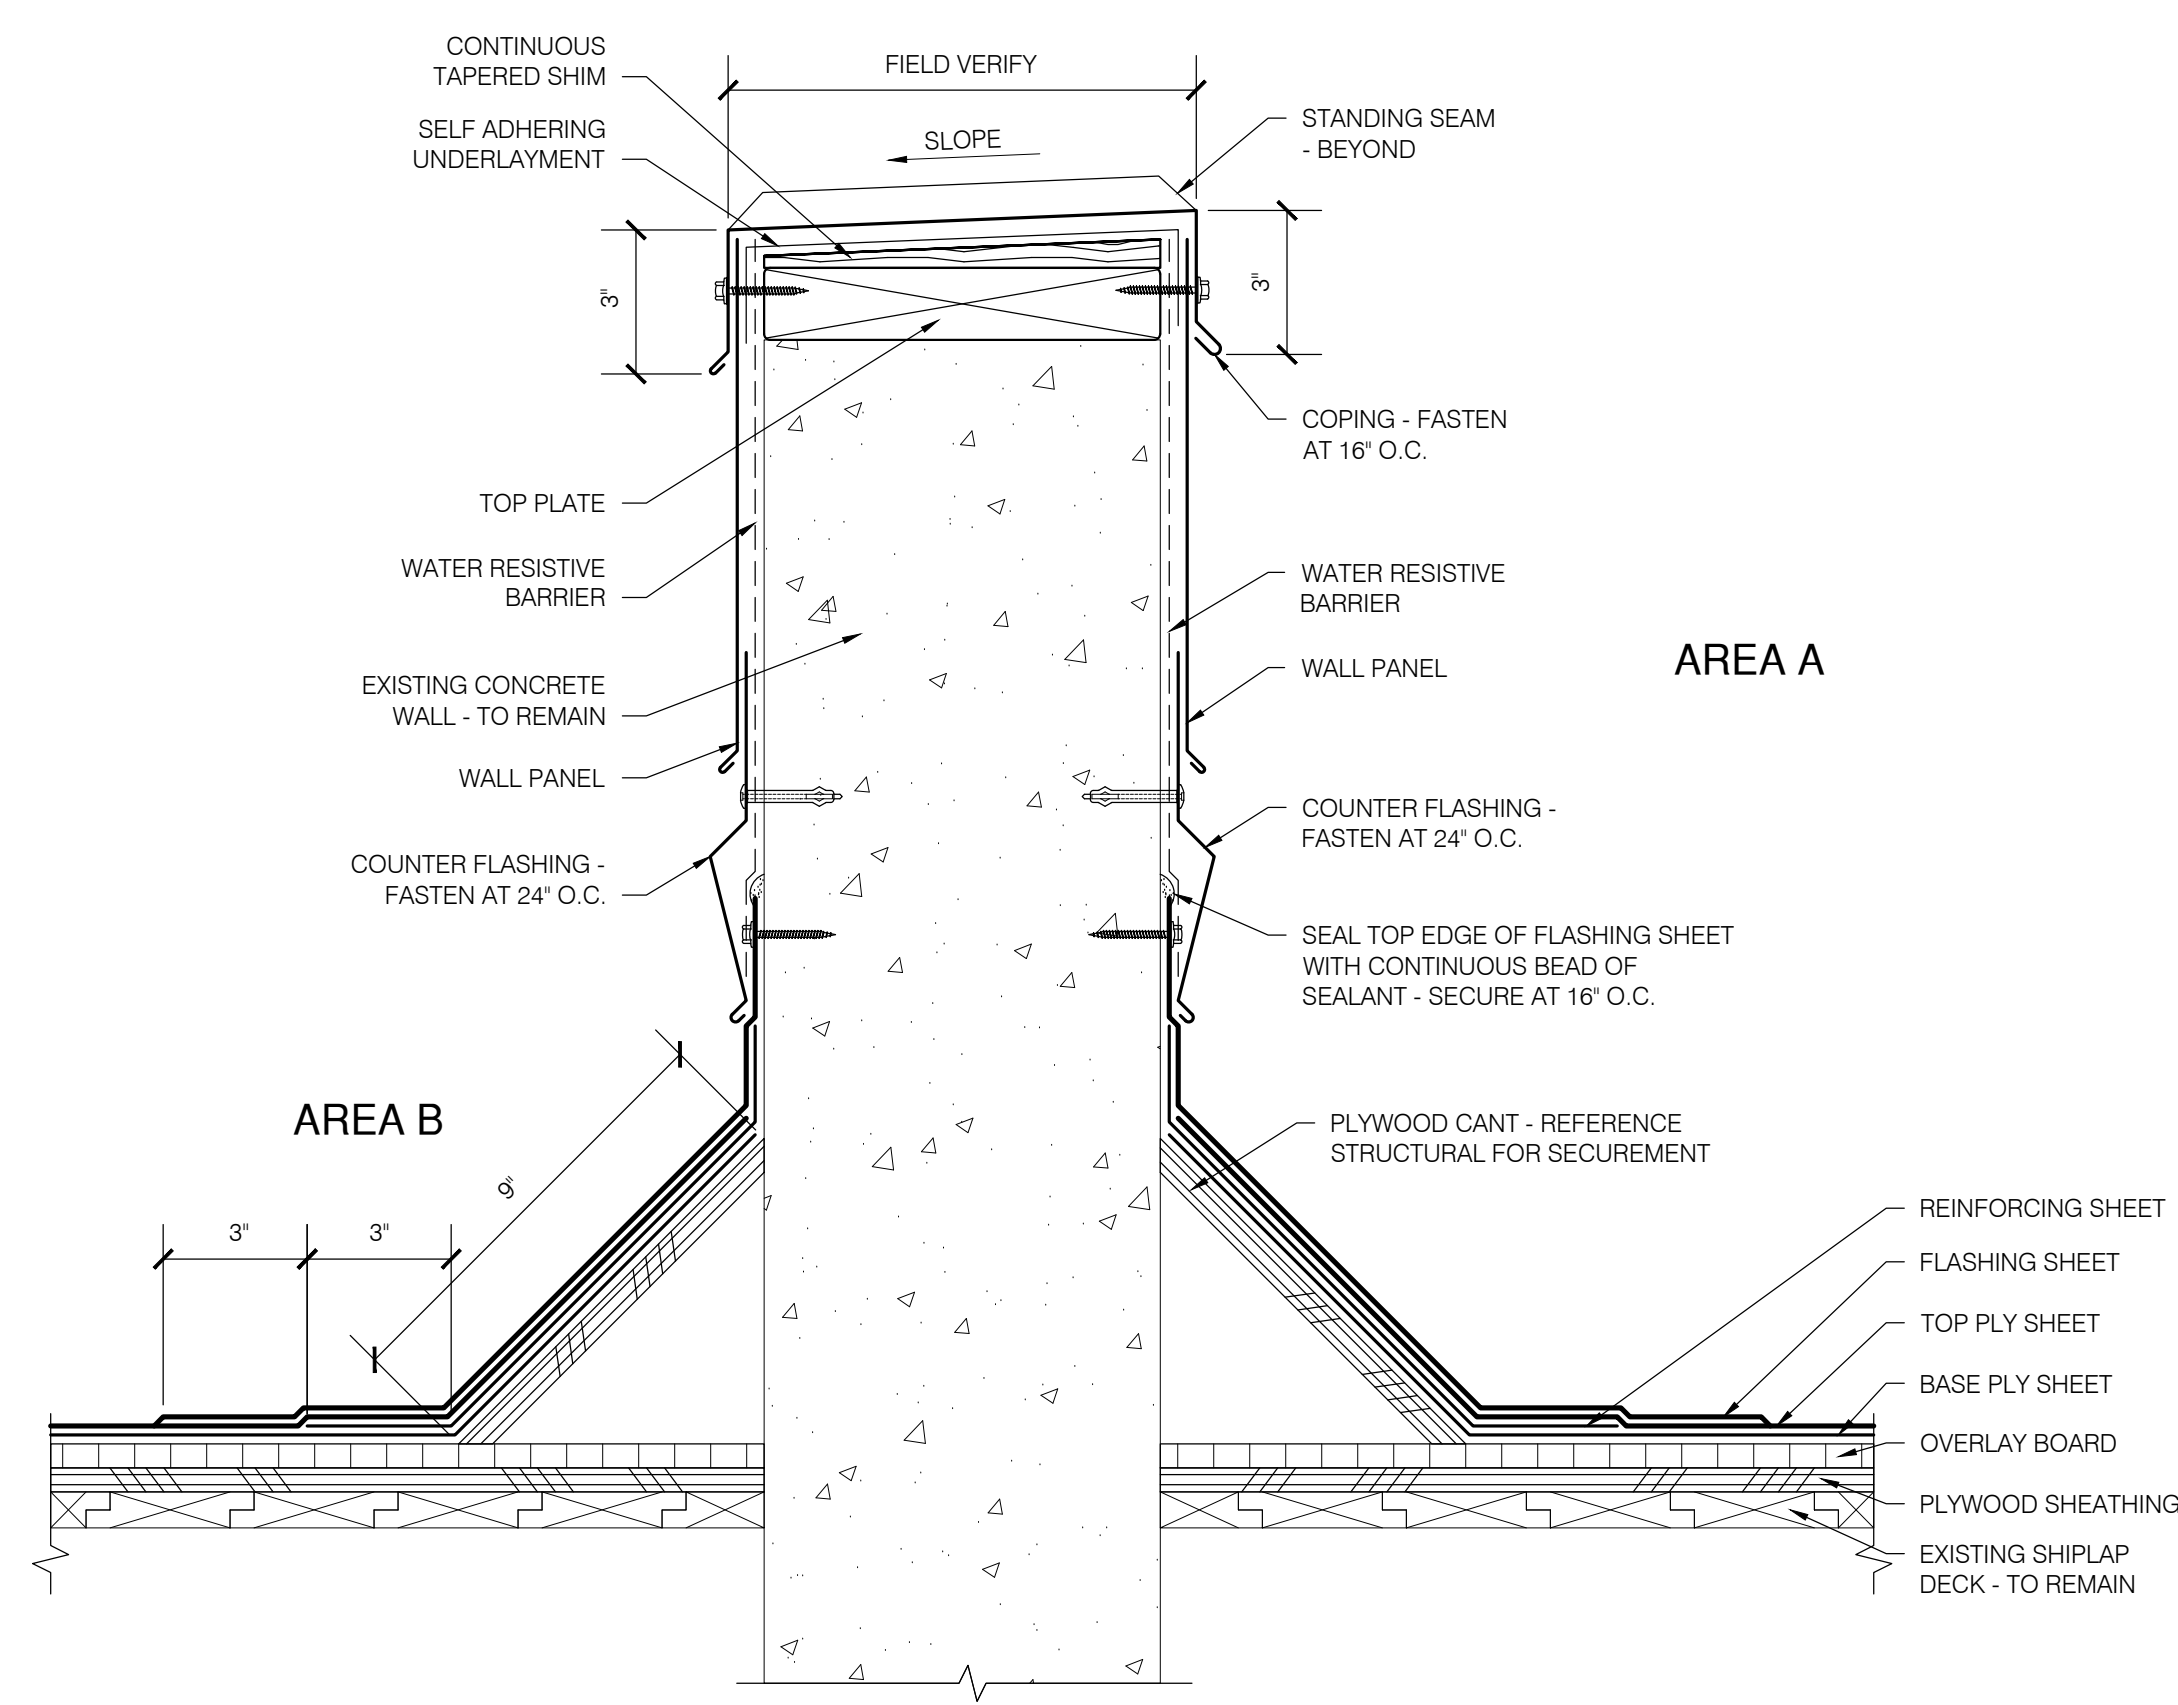 CONTINUOUS
TAPERED SHIM
SELF ADHERING
UNDERLAYMENT
FIELD VERIFY
SLOPE
STANDING SEAM
- BEYOND
3"
3"
COPING - FASTEN
AT 16" O.C.
TOP PLATE
WATER RESISTIVE
BARRIER
WATER RESISTIVE
BARRIER
AREA A
WALL PANEL
EXISTING CONCRETE
WALL - TO REMAIN
WALL PANEL
COUNTER FLASHING -
FASTEN AT 24" O.C.
COUNTER FLASHING -
FASTEN AT 24" O.C.
SEAL TOP EDGE OF FLASHING SHEET
WITH CONTINUOUS BEAD OF
SEALANT - SECURE AT 16" O.C.
AREA B
PLYWOOD CANT - REFERENCE
STRUCTURAL FOR SECUREMENT
9"
3"
3"
REINFORCING SHEET
FLASHING SHEET
TOP PLY SHEET
BASE PLY SHEET
OVERLAY BOARD
PLYWOOD SHEATHING
EXISTING SHIPLAP
DECK - TO REMAIN